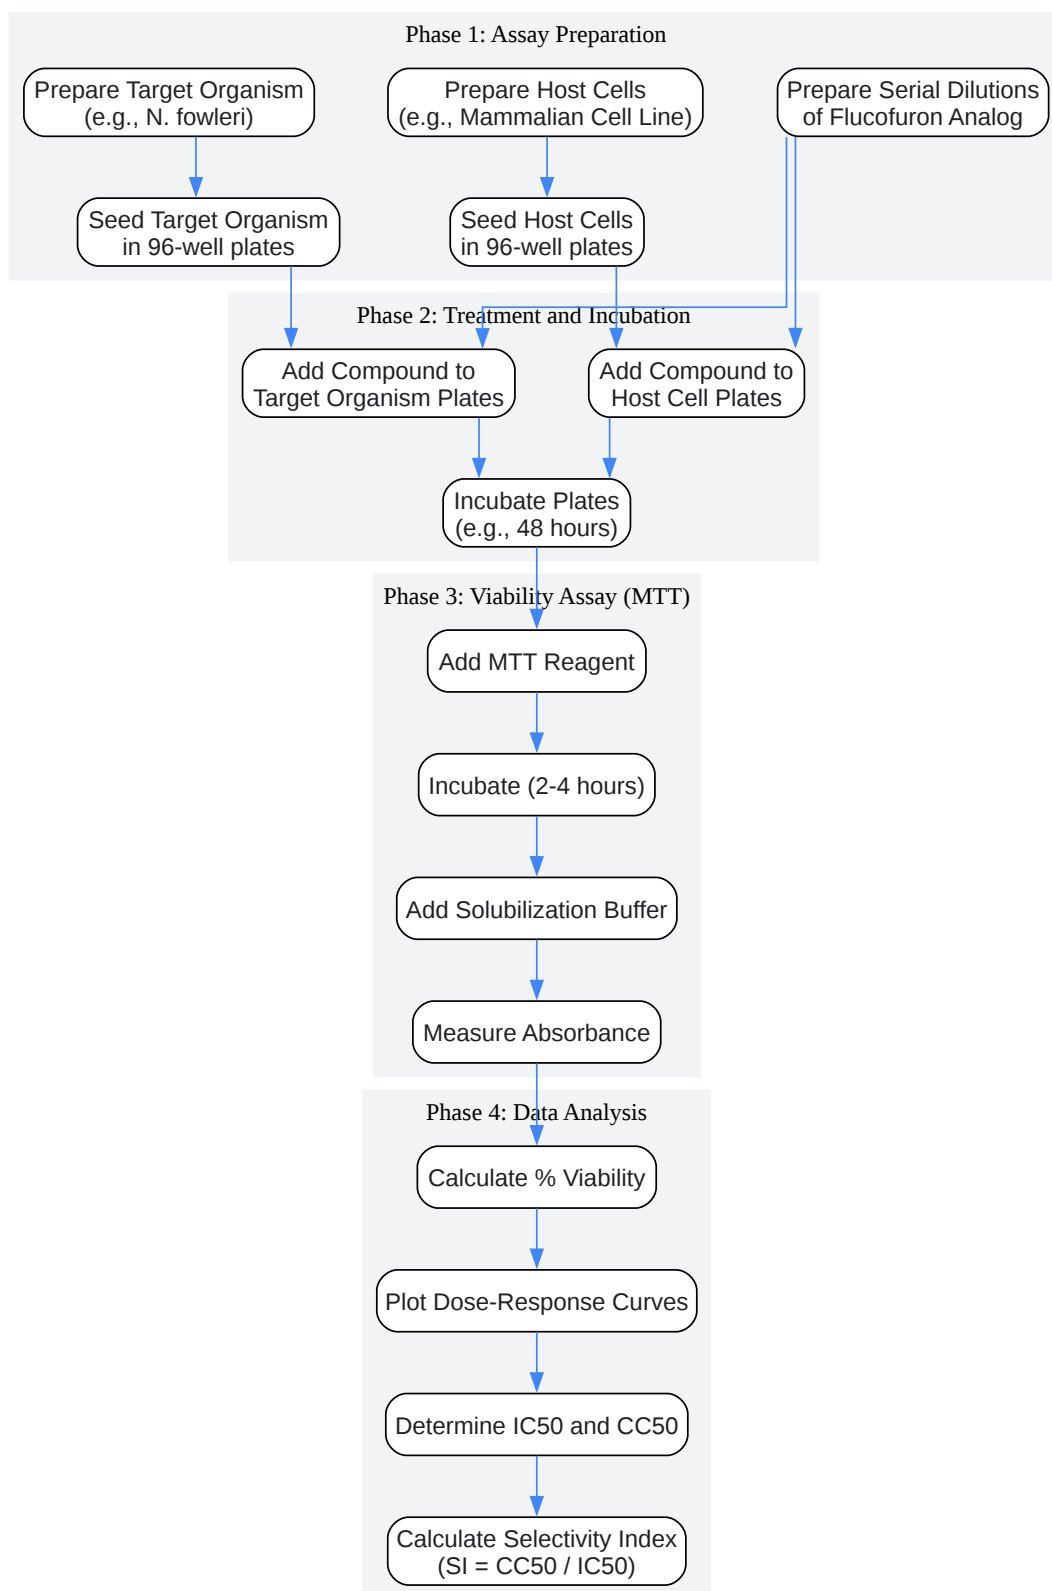 Phase 1: Assay Preparation
Prepare Target Organism
(e.g., N. fowleri)
Prepare Host Cells
(e.g., Mammalian Cell Line)
Prepare Serial Dilutions
of Flucofuron Analog
Seed Target Organism
in 96-well plates
Seed Host Cells
in 96-well plates
Phase 2: Treatment and Incubation
Add Compound to
Target Organism Plates
Add Compound to
Host Cell Plates
Incubate Plates
(e.g., 48 hours)
Phase 3: Viability Assay (MTT)
Add MTT Reagent
Incubate (2-4 hours)
Add Solubilization Buffer
Measure Absorbance
Phase 4: Data Analysis
Calculate % Viability
Plot Dose-Response Curves
Determine IC50 and CC50
Calculate Selectivity Index
(SI = CC50 / IC50)